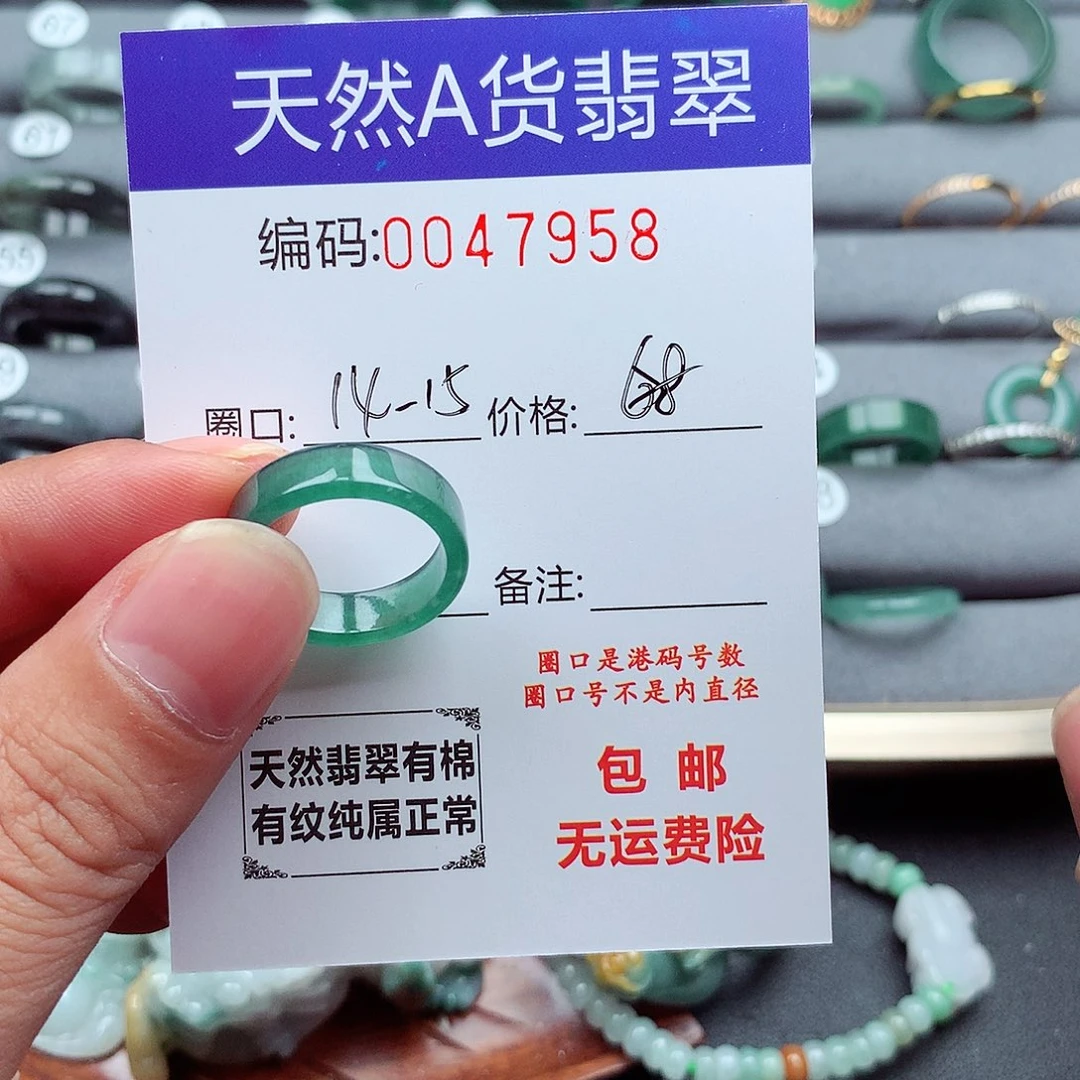 天然A货翡翠
编码:0047958
圈口: 14-15 价格: 68
备注:
圈口是港码号数
圈口号不是内直径
天然翡翠有棉
有纹纯属正常
包邮
无运费险
67